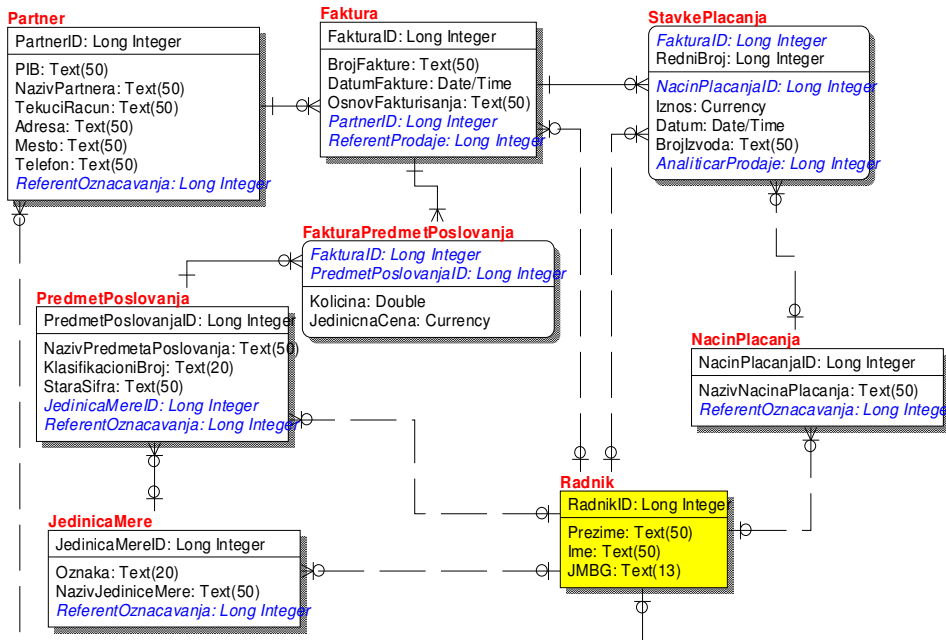 Partner
PartnerID: Long Integer
PIB: Text(50)
NazivPartnera: Text(50)
TekuciRacun: Text(50)
Adresa: Text(50)
Mesto: Text(50)
Telefon: Text(50)
ReferentOznacavanja: Long Integer
Faktura
FakturaID: Long Integer
BrojFakture: Text(50)
DatumFakture: Date/Time
OsnovFakturisanja: Text(50)
PartnerID: Long Integer
ReferentProdaje: Long Integer
StavkePlacanja
FakturaID: Long Integer
RedniBroj: Long Integer
NacinPlacanjaID: Long Integer
Iznos: Currency
Datum: Date/Time
BrojIzvoda: Text(50)
AnaliticarProdaje: Long Integer
FakturaPredmetPoslovanja
FakturaID: Long Integer
PredmetPoslovanjaID: Long Integer
Kolicina: Double
JedinicnaCena: Currency
PredmetPoslovanja
PredmetPoslovanjaID: Long Integer
NazivPredmetaPoslovanja: Text(50)
KlasifikacioniBroj: Text(20)
StaraSifra: Text(50)
JedinicaMereID: Long Integer
ReferentOznacavanja: Long Integer
NacinPlacanja
NacinPlacanjaID: Long Integer
NazivNacinaPlacanja: Text(50)
ReferentOznacavanja: Long Intege
Radnik
RadnikID: Long Integer
Prezime: Text(50)
Ime: Text(50)
JMBG: Text(13)
JedinicaMere
JedinicaMereID: Long Integer
Oznaka: Text(20)
NazivJediniceMere: Text(50)
ReferentOznacavanja: Long Integer